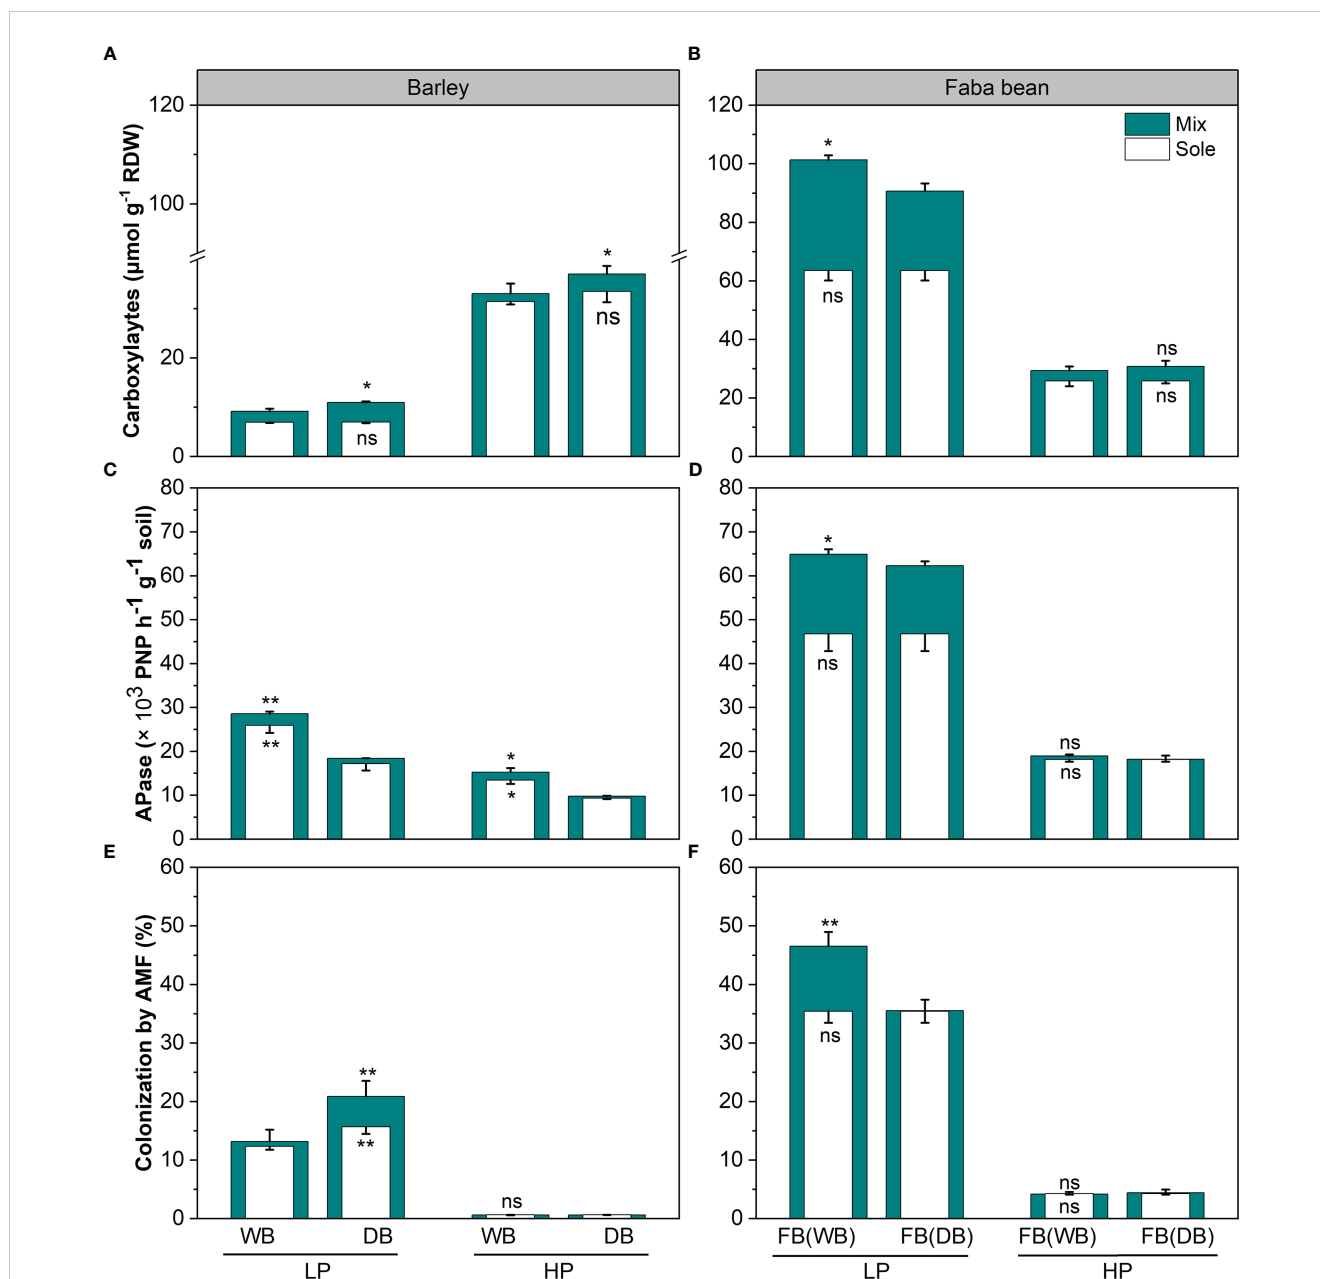 A
B
Barley
Faba bean
Mix
Sole
Carboxylaytes (µmol g-1 RDW)
120
100
20
0
*
ns
*
ns
120
100
80
60
40
20
0
*
ns
ns
ns
C
D
APase (× 10³ PNP h-1 g-1 soil)
80
70
60
50
40
30
20
10
0
**
**
*
*
80
70
60
50
40
30
20
10
0
*
ns
ns
ns
E
F
Colonization by AMF (%)
60
50
40
30
20
10
0
**
**
ns
60
50
40
30
20
10
0
**
ns
ns
ns
WB DB WB DB
LP HP
FB(WB) FB(DB) FB(WB) FB(DB)
LP HP